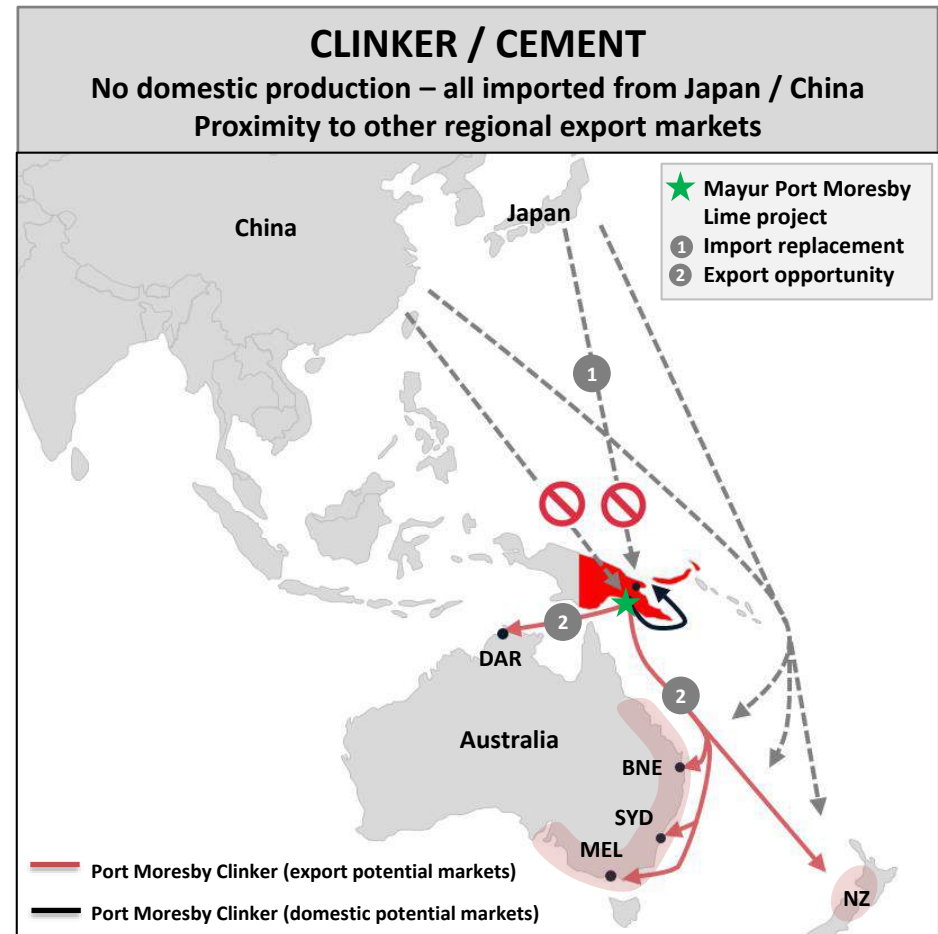 CLINKER / CEMENT
No domestic production – all imported from Japan / China
Proximity to other regional export markets
Mayur Port Moresby
Lime project
1 Import replacement
2 Export opportunity
China
Japan
1
2
DAR
2
Australia
BNE
SYD
MEL
NZ
Port Moresby Clinker (export potential markets)
Port Moresby Clinker (domestic potential markets)